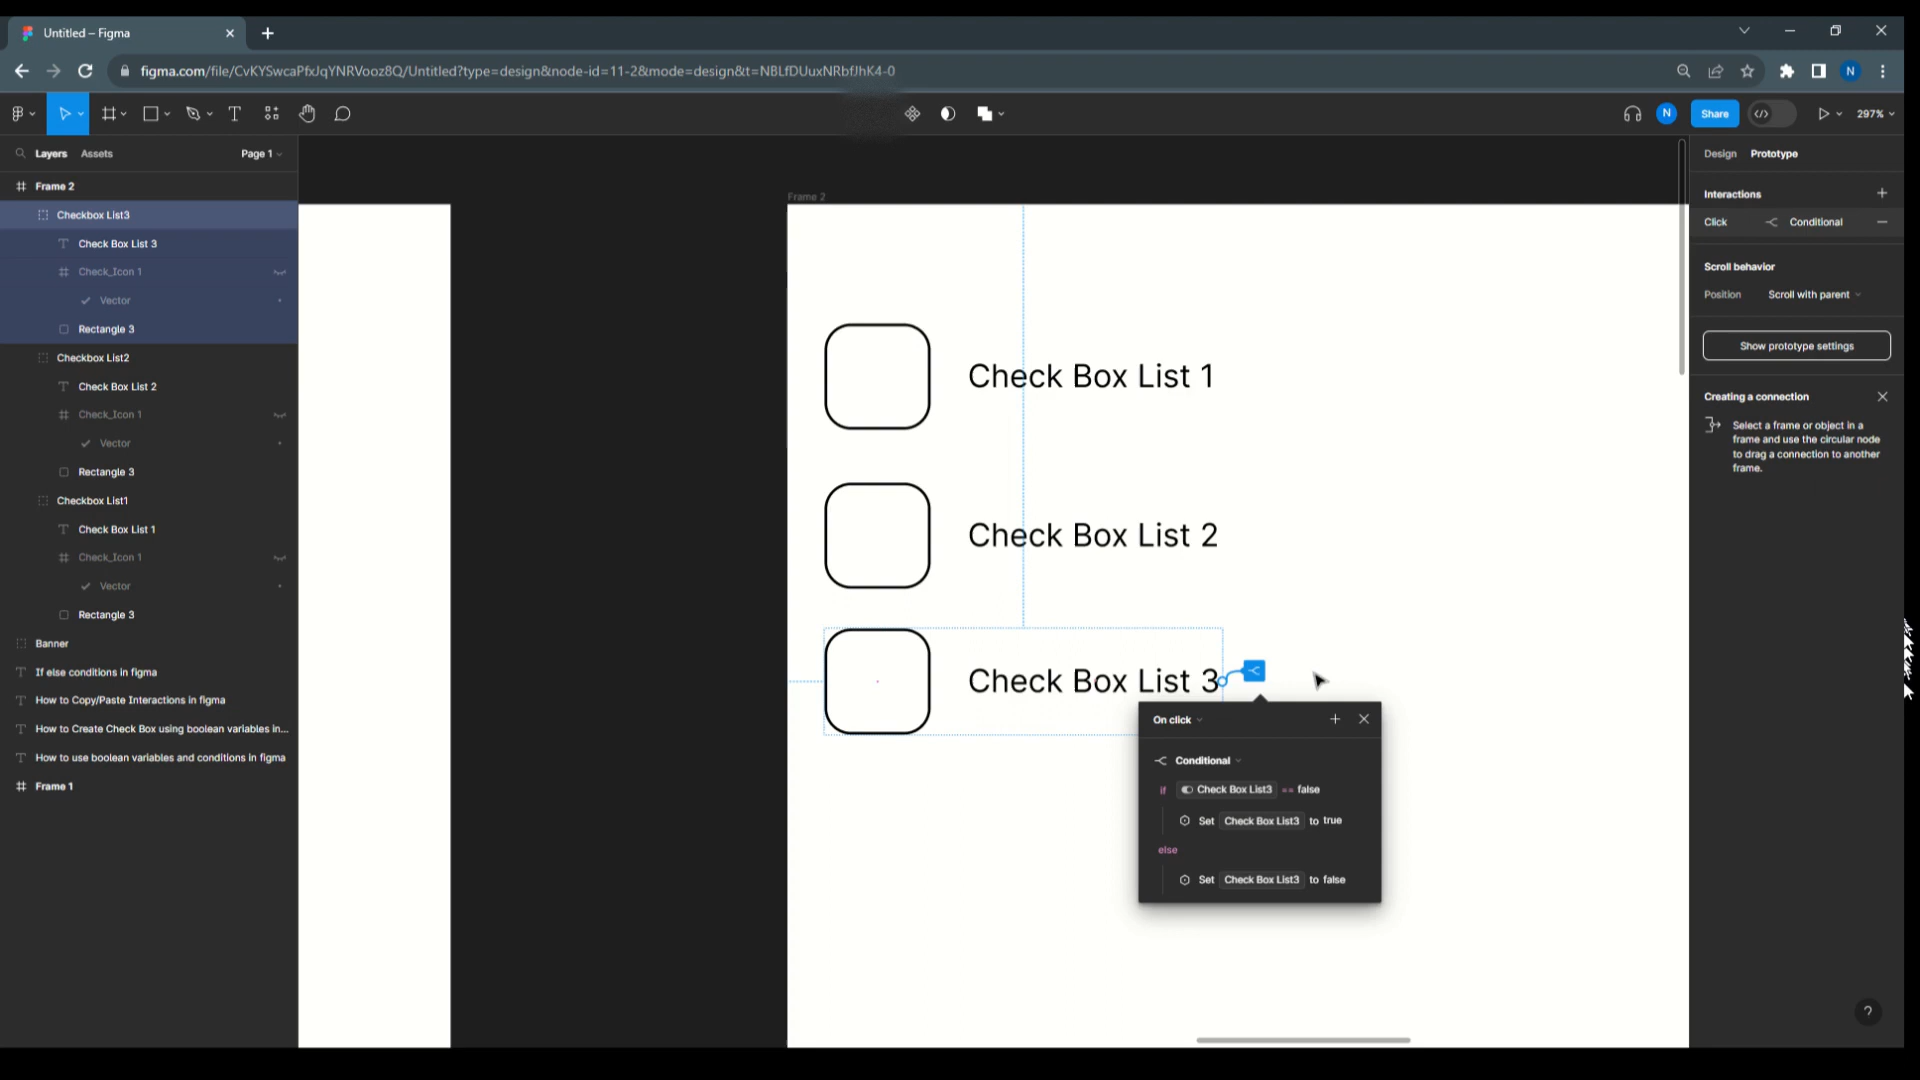 Untitled – Figma
figma.com/file/CvKYSwcaPfxJqYNRVooz8Q/Untitled?type=design&node-id=11-2&mode=design&t=NBLfDUuxNRbfJhK4-0
N
N
Share
297%
Layers
Assets
Page 1
Frame 2
Checkbox List3
Check Box List 3
Check_Icon 1
Vector
Rectangle 3
Checkbox List2
Check Box List 2
Check_Icon 1
Vector
Rectangle 3
Checkbox List1
Check Box List 1
Check_Icon 1
Vector
Rectangle 3
Banner
If else conditions in figma
How to Copy/Paste Interactions in figma
How to Create Check Box using boolean variables in...
How to use boolean variables and conditions in figma
Frame 1
Frame 2
Check Box List 1
Check Box List 2
Check Box List 3
On click
Conditional
if Check Box List3 == false
Set Check Box List3 to true
else
Set Check Box List3 to false
Design
Prototype
Interactions
Click Conditional
Scroll behavior
Position Scroll with parent
Show prototype settings
Creating a connection
Select a frame or object in a
frame and use the circular node
to drag a connection to another
frame.
?